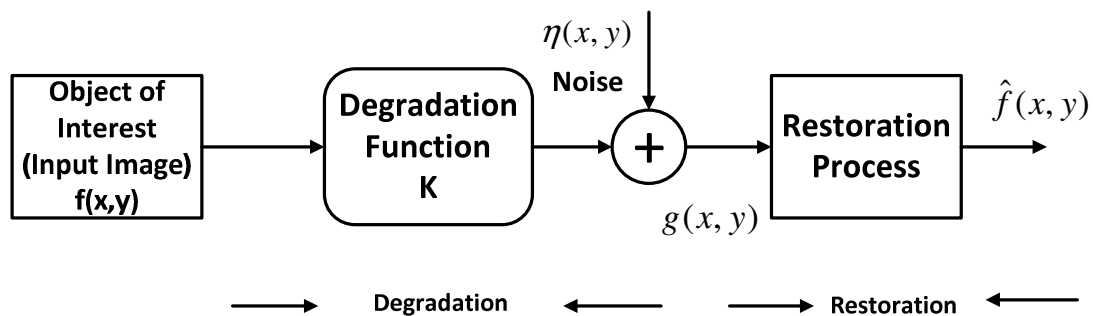 Object of
Interest
(Input Image)
f(x,y)
Degradation
Function
K
η(x, y)
Noise
+
g(x, y)
Restoration
Process
f̂(x, y)
Degradation
Restoration